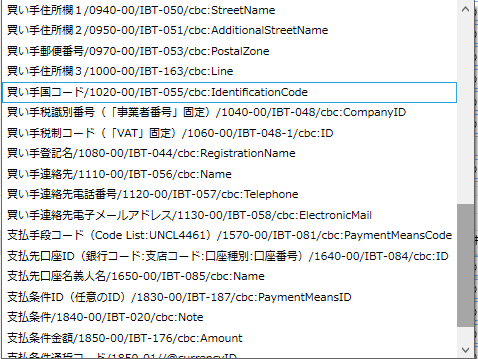 買い手住所欄１/0940-00/IBT-050/cbc:StreetName
買い手住所欄２/0950-00/IBT-051/cbc:AdditionalStreetName
買い手郵便番号/0970-00/IBT-053/cbc:PostalZone
買い手住所欄３/1000-00/IBT-163/cbc:Line
買い手国コード/1020-00/IBT-055/cbc:IdentificationCode
買い手税識別番号（「事業者番号」固定）/1040-00/IBT-048/cbc:CompanyID
買い手税制コード（「VAT」固定）/1060-00/IBT-048-1/cbc:ID
買い手登記名/1080-00/IBT-044/cbc:RegistrationName
買い手連絡先/1110-00/IBT-056/cbc:Name
買い手連絡先電話番号/1120-00/IBT-057/cbc:Telephone
買い手連絡先電子メールアドレス/1130-00/IBT-058/cbc:ElectronicMail
支払手段コード（Code List:UNCL4461）/1570-00/IBT-081/cbc:PaymentMeansCode
支払先口座ID（銀行コード:支店コード:口座種別:口座番号）/1640-00/IBT-084/cbc:ID
支払先口座名義人名/1650-00/IBT-085/cbc:Name
支払条件ID（任意のID）/1830-00/IBT-187/cbc:PaymentMeansID
支払条件/1840-00/IBT-020/cbc:Note
支払条件金額/1850-00/IBT-176/cbc:Amount
支払条件通貨コード/1850-01//@currencyID